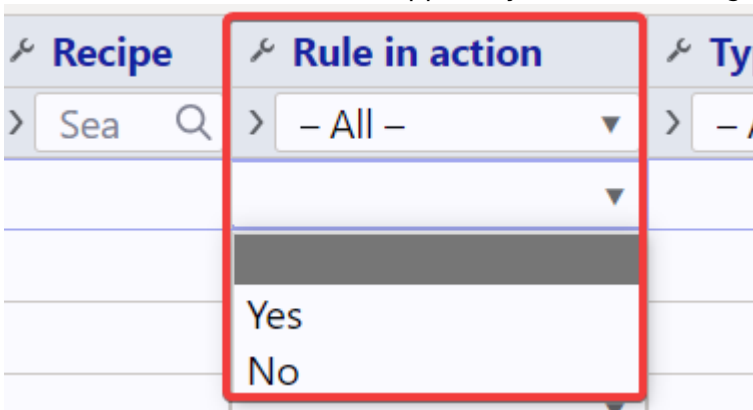 Recipe
Rule in action
Sea
– All –
Yes
No